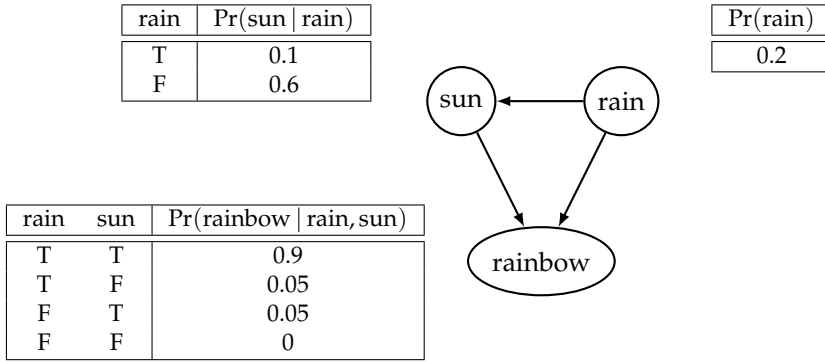 rain Pr(sun | rain)
T 0.1
F 0.6
Pr(rain)
0.2
sun
rain
rainbow
rain sun Pr(rainbow | rain, sun)
T T 0.9
T F 0.05
F T 0.05
F F 0